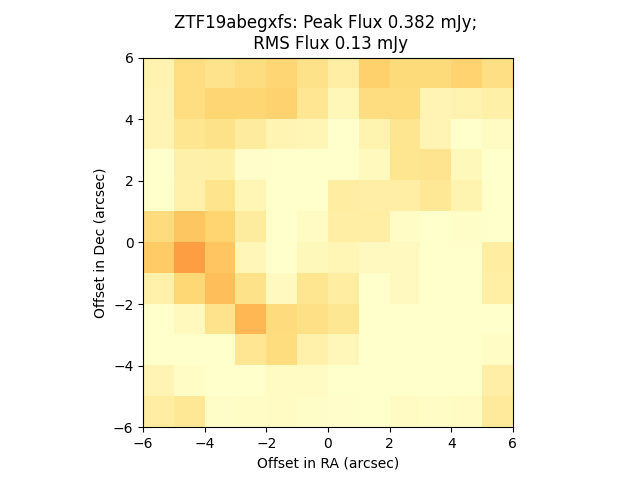 ZTF19abegxfs: Peak Flux 0.382 mJy;
RMS Flux 0.13 mJy
6
4
2
0
−2
−4
−6
Offset in Dec (arcsec)
−6 −4 −2 0 2 4 6
Offset in RA (arcsec)